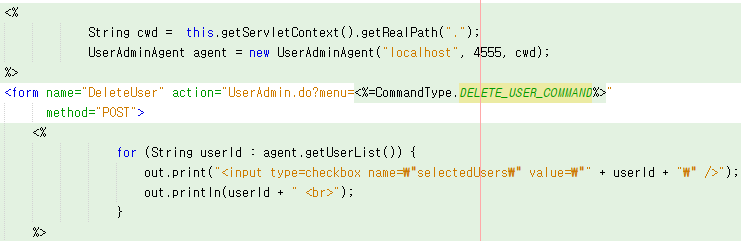 <%
String cwd =  this.getServletContext().getRealPath(".");
UserAdminAgent agent = new UserAdminAgent("localhost", 4555, cwd);
%>
<form name="DeleteUser" action="UserAdmin.do?menu=<%=CommandType.DELETE_USER_COMMAND%>"
method="POST">
<%
for (String userId : agent.getUserList()) {
out.print("<input type=checkbox name=₩"selectedUsers₩" value=₩"" + userId + "₩" />");
out.println(userId + " <br>");
}
%>